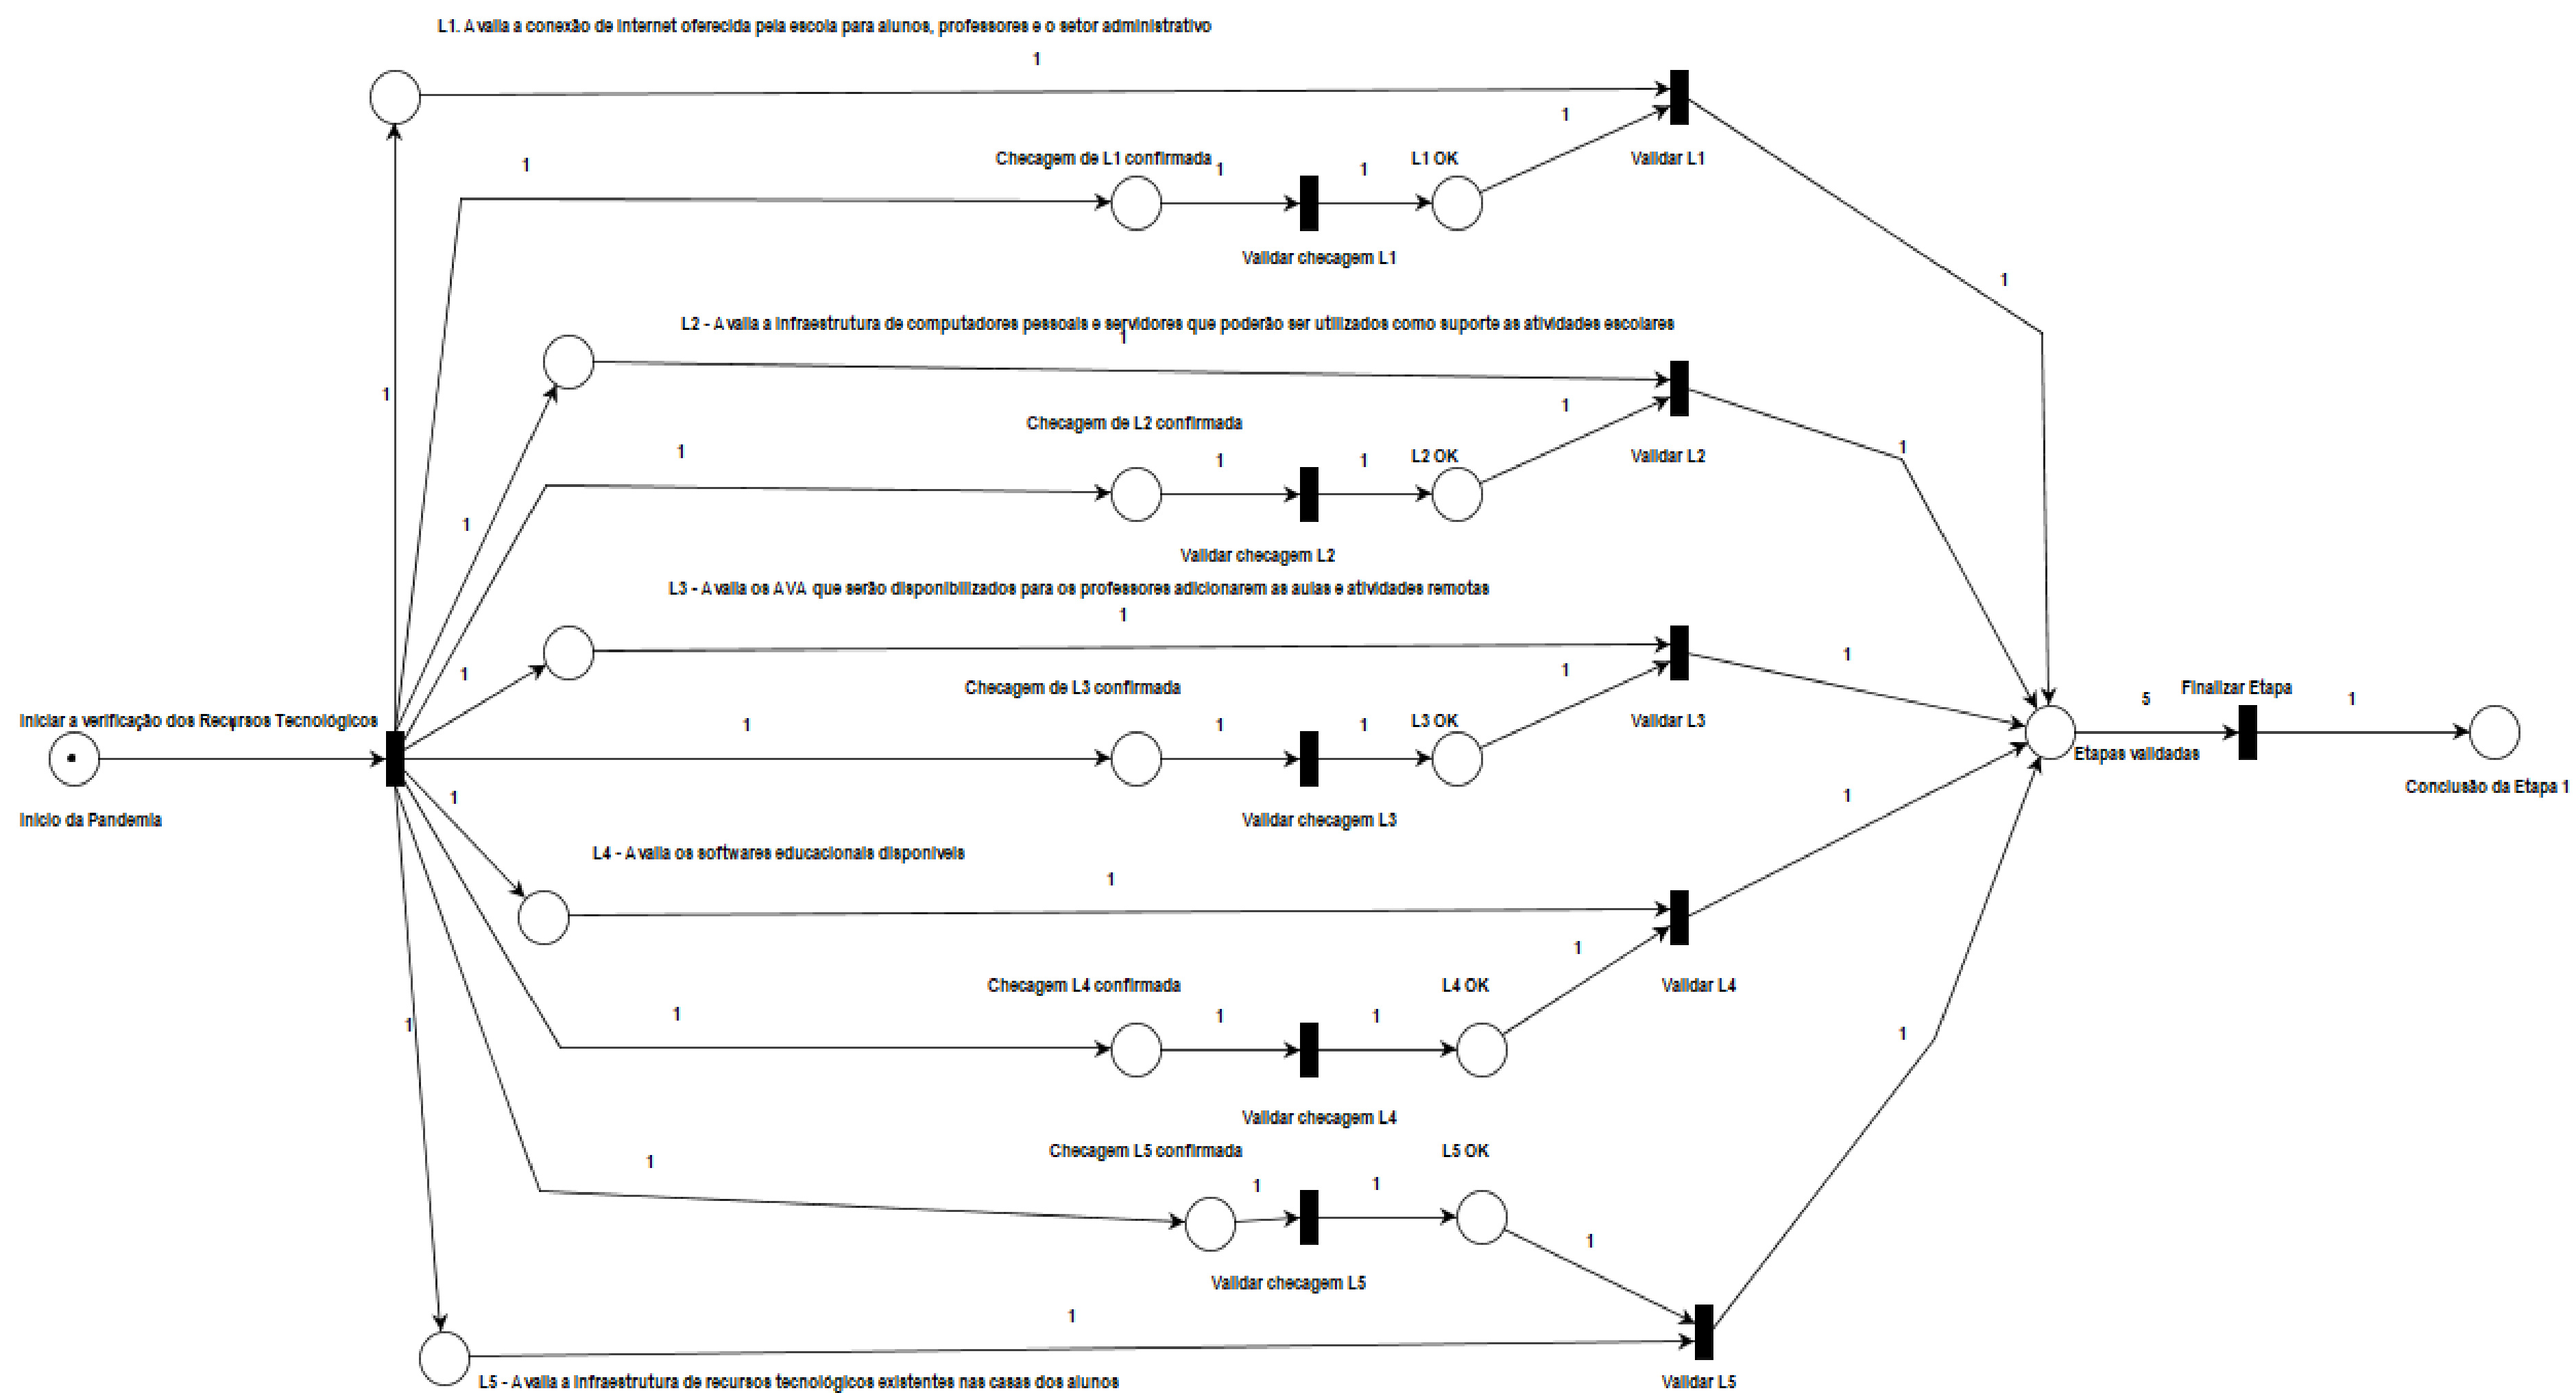 L1. Avalia a conexão de Internet oferecida pela escola para alunos, professores e o setor administrativo
1
1
Checagem de L1 confirmada
1
1
L1 OK
1
Validar L1
Validar checagem L1
1
L2 - Avalia a Infraestrutura de computadores pessoais e servidores que poderão ser utilizados como suporte as atividades escolares
1
1
1
Checagem de L2 confirmada
1
1
1
L2 OK
1
Validar L2
1
1
Validar checagem L2
L3 - Avalia os AVA que serão disponibilizados para os professores adicionarem as aulas e atividades remotas
1
1
1
1
Checagem de L3 confirmada
Finalizar Etapa
5
1
Iniciar a verificação dos Recursos Tecnológicos
1
1
1
L3 OK
Validar L3
Etapas validadas
Conclusão da Etapa 1
1
1
Início da Pandemia
Validar checagem L3
L4 - Avalia os softwares educacionais disponíveis
1
1
Checagem L4 confirmada
L4 OK
Validar L4
1
1
1
1
1
Validar checagem L4
Checagem L5 confirmada
L5 OK
1
1
1
1
Validar checagem L5
1
L5 - Avalia a Infraestrutura de recursos tecnológicos existentes nas casas dos alunos
Validar L5